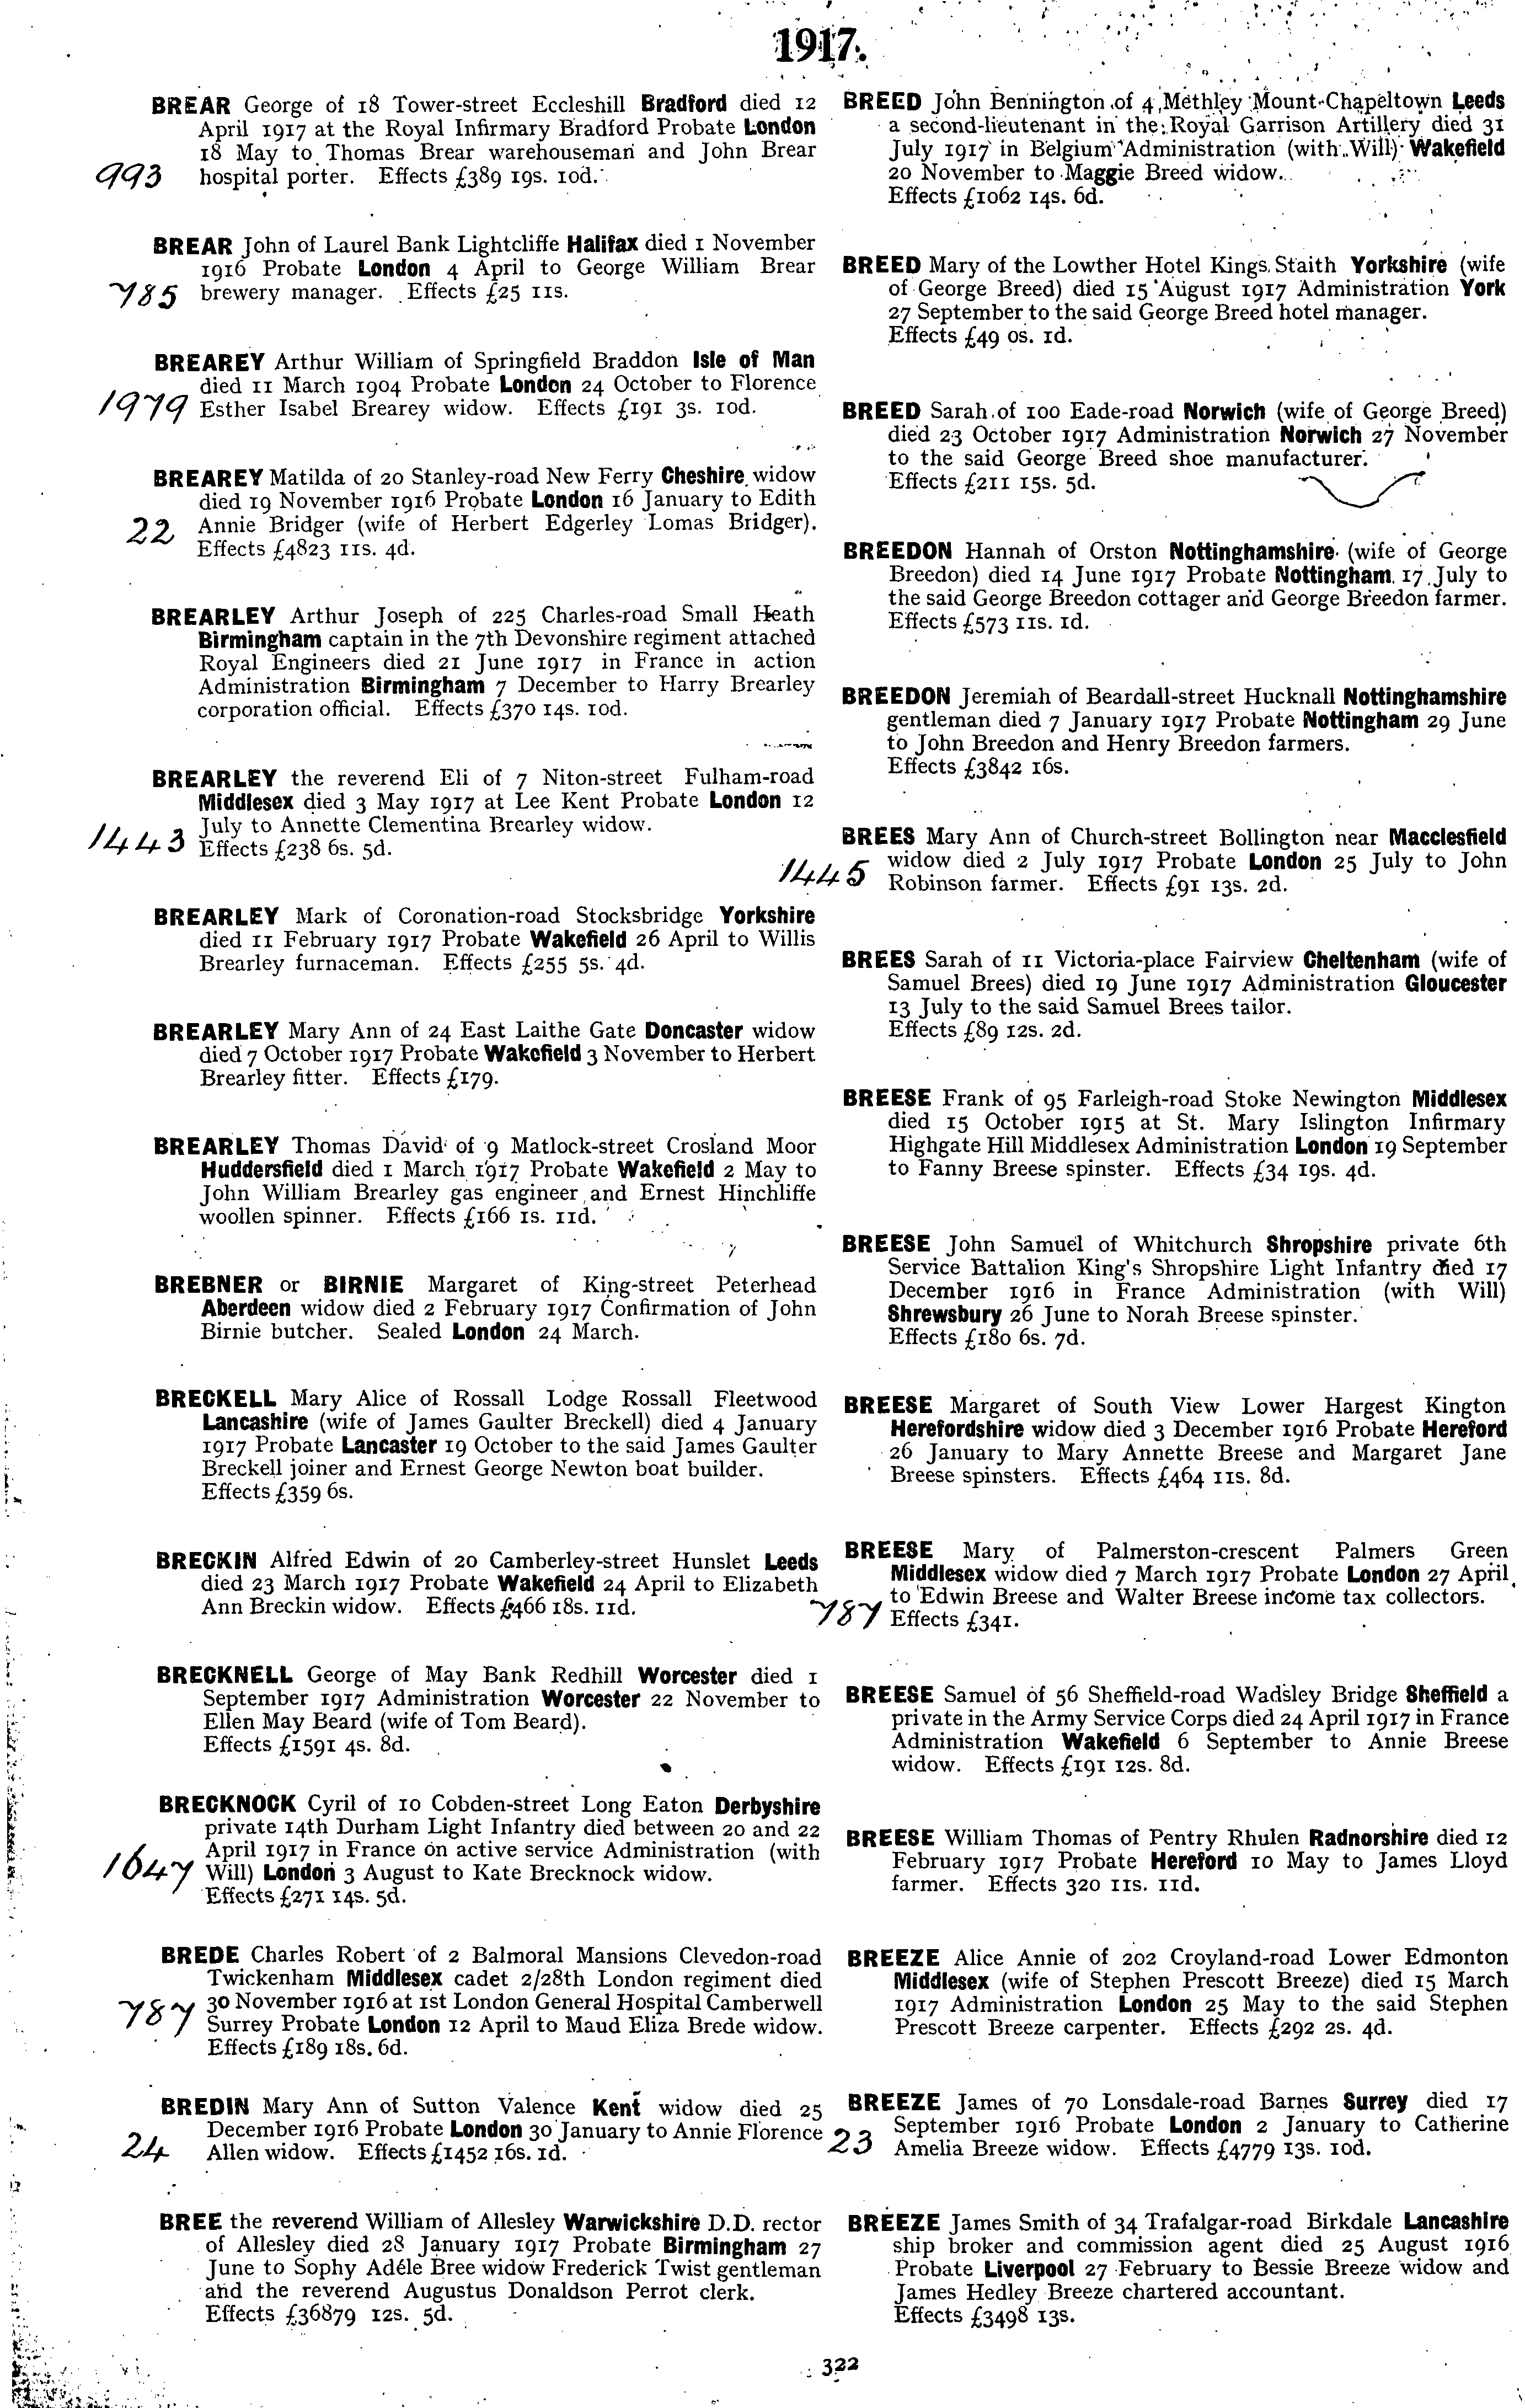 1917.
BREAR George of 18 Tower-street Eccleshill Bradford died 12
April 1917 at the Royal Infirmary Bradford Probate London
18 May to Thomas Brear warehouseman and John Brear
993 hospital porter. Effects £389 19s. 10d.
BREAR John of Laurel Bank Lightcliffe Halifax died 1 November
1916 Probate London 4 April to George William Brear
785 brewery manager. Effects £25 11s.
BREAREY Arthur William of Springfield Braddon Isle of Man
died 11 March 1904 Probate London 24 October to Florence
1979 Esther Isabel Brearey widow. Effects £191 3s. 10d.
BREAREY Matilda of 20 Stanley-road New Ferry Cheshire widow
died 19 November 1916 Probate London 16 January to Edith
22 Annie Bridger (wife of Herbert Edgerley Lomas Bridger).
Effects £4823 11s. 4d.
BREARLEY Arthur Joseph of 225 Charles-road Small Heath
Birmingham captain in the 7th Devonshire regiment attached
Royal Engineers died 21 June 1917 in France in action
Administration Birmingham 7 December to Harry Brearley
corporation official. Effects £370 14s. 10d.
BREARLEY the reverend Eli of 7 Niton-street Fulham-road
Middlesex died 3 May 1917 at Lee Kent Probate London 12
July to Annette Clementina Brearley widow.
1443 Effects £238 6s. 5d.
BREARLEY Mark of Coronation-road Stocksbridge Yorkshire
died 11 February 1917 Probate Wakefield 26 April to Willis
Brearley furnaceman. Effects £255 5s. 4d.
BREARLEY Mary Ann of 24 East Laithe Gate Doncaster widow
died 7 October 1917 Probate Wakefield 3 November to Herbert
Brearley fitter. Effects £179.
BREARLEY Thomas David of 9 Matlock-street Crosland Moor
Huddersfield died 1 March 1917 Probate Wakefield 2 May to
John William Brearley gas engineer and Ernest Hinchliffe
woollen spinner. Effects £166 1s. 11d.
BREBNER or BIRNIE Margaret of King-street Peterhead
Aberdeen widow died 2 February 1917 Confirmation of John
Birnie butcher. Sealed London 24 March.
BRECKELL Mary Alice of Rossall Lodge Rossall Fleetwood
Lancashire (wife of James Gaulter Breckell) died 4 January
1917 Probate Lancaster 19 October to the said James Gaulter
Breckell joiner and Ernest George Newton boat builder.
Effects £359 6s.
BRECKIN Alfred Edwin of 20 Camberley-street Hunslet Leeds
died 23 March 1917 Probate Wakefield 24 April to Elizabeth
Ann Breckin widow. Effects £466 18s. 11d.
BRECKNELL George of May Bank Redhill Worcester died 1
September 1917 Administration Worcester 22 November to
Ellen May Beard (wife of Tom Beard).
Effects £1591 4s. 8d.
BRECKNOCK Cyril of 10 Cobden-street Long Eaton Derbyshire
private 14th Durham Light Infantry died between 20 and 22
April 1917 in France on active service Administration (with
1647 Will) London 3 August to Kate Brecknock widow.
Effects £271 14s. 5d.
BREDE Charles Robert of 2 Balmoral Mansions Clevedon-road
Twickenham Middlesex cadet 2/28th London regiment died
787 30 November 1916 at 1st London General Hospital Camberwell
Surrey Probate London 12 April to Maud Eliza Brede widow.
Effects £189 18s. 6d.
BREDIN Mary Ann of Sutton Valence Kent widow died 25
December 1916 Probate London 30 January to Annie Florence
24 Allen widow. Effects £1452 16s. 1d.
BREE the reverend William of Allesley Warwickshire D.D. rector
of Allesley died 28 January 1917 Probate Birmingham 27
June to Sophy Adéle Bree widow Frederick Twist gentleman
and the reverend Augustus Donaldson Perrot clerk.
Effects £36879 12s. 5d.
BREED John Bennington of 4 Methley Mount Chapeltown Leeds
a second-lieutenant in the Royal Garrison Artillery died 31
July 1917 in Belgium Administration (with Will) Wakefield
20 November to Maggie Breed widow.
Effects £1062 14s. 6d.
BREED Mary of the Lowther Hotel Kings Staith Yorkshire (wife
of George Breed) died 15 August 1917 Administration York
27 September to the said George Breed hotel manager.
Effects £49 0s. 1d.
BREED Sarah of 100 Eade-road Norwich (wife of George Breed)
died 23 October 1917 Administration Norwich 27 November
to the said George Breed shoe manufacturer.
Effects £211 15s. 5d.
BREEDON Hannah of Orston Nottinghamshire (wife of George
Breedon) died 14 June 1917 Probate Nottingham 17 July to
the said George Breedon cottager and George Breedon farmer.
Effects £573 11s. 1d.
BREEDON Jeremiah of Beardall-street Hucknall Nottinghamshire
gentleman died 7 January 1917 Probate Nottingham 29 June
to John Breedon and Henry Breedon farmers.
Effects £3842 16s.
BREES Mary Ann of Church-street Bollington near Macclesfield
widow died 2 July 1917 Probate London 25 July to John
1445 Robinson farmer. Effects £91 13s. 2d.
BREES Sarah of 11 Victoria-place Fairview Cheltenham (wife of
Samuel Brees) died 19 June 1917 Administration Gloucester
13 July to the said Samuel Brees tailor.
Effects £89 12s. 2d.
BREESE Frank of 95 Farleigh-road Stoke Newington Middlesex
died 15 October 1915 at St. Mary Islington Infirmary
Highgate Hill Middlesex Administration London 19 September
to Fanny Breese spinster. Effects £34 19s. 4d.
BREESE John Samuel of Whitchurch Shropshire private 6th
Service Battalion King's Shropshire Light Infantry died 17
December 1916 in France Administration (with Will)
Shrewsbury 26 June to Norah Breese spinster.
Effects £180 6s. 7d.
BREESE Margaret of South View Lower Hargest Kington
Herefordshire widow died 3 December 1916 Probate Hereford
26 January to Mary Annette Breese and Margaret Jane
Breese spinsters. Effects £464 11s. 8d.
BREESE Mary of Palmerston-crescent Palmers Green
Middlesex widow died 7 March 1917 Probate London 27 April
to Edwin Breese and Walter Breese income tax collectors.
787 Effects £341.
BREESE Samuel of 56 Sheffield-road Wadsley Bridge Sheffield a
private in the Army Service Corps died 24 April 1917 in France
Administration Wakefield 6 September to Annie Breese
widow. Effects £191 12s. 8d.
BREESE William Thomas of Pentry Rhulen Radnorshire died 12
February 1917 Probate Hereford 10 May to James Lloyd
farmer. Effects 320 11s. 11d.
BREEZE Alice Annie of 202 Croyland-road Lower Edmonton
Middlesex (wife of Stephen Prescott Breeze) died 15 March
1917 Administration London 25 May to the said Stephen
Prescott Breeze carpenter. Effects £292 2s. 4d.
BREEZE James of 70 Lonsdale-road Barnes Surrey died 17
September 1916 Probate London 2 January to Catherine
23 Amelia Breeze widow. Effects £4779 13s. 10d.
BREEZE James Smith of 34 Trafalgar-road Birkdale Lancashire
ship broker and commission agent died 25 August 1916
Probate Liverpool 27 February to Bessie Breeze widow and
James Hedley Breeze chartered accountant.
Effects £3498 13s.
322